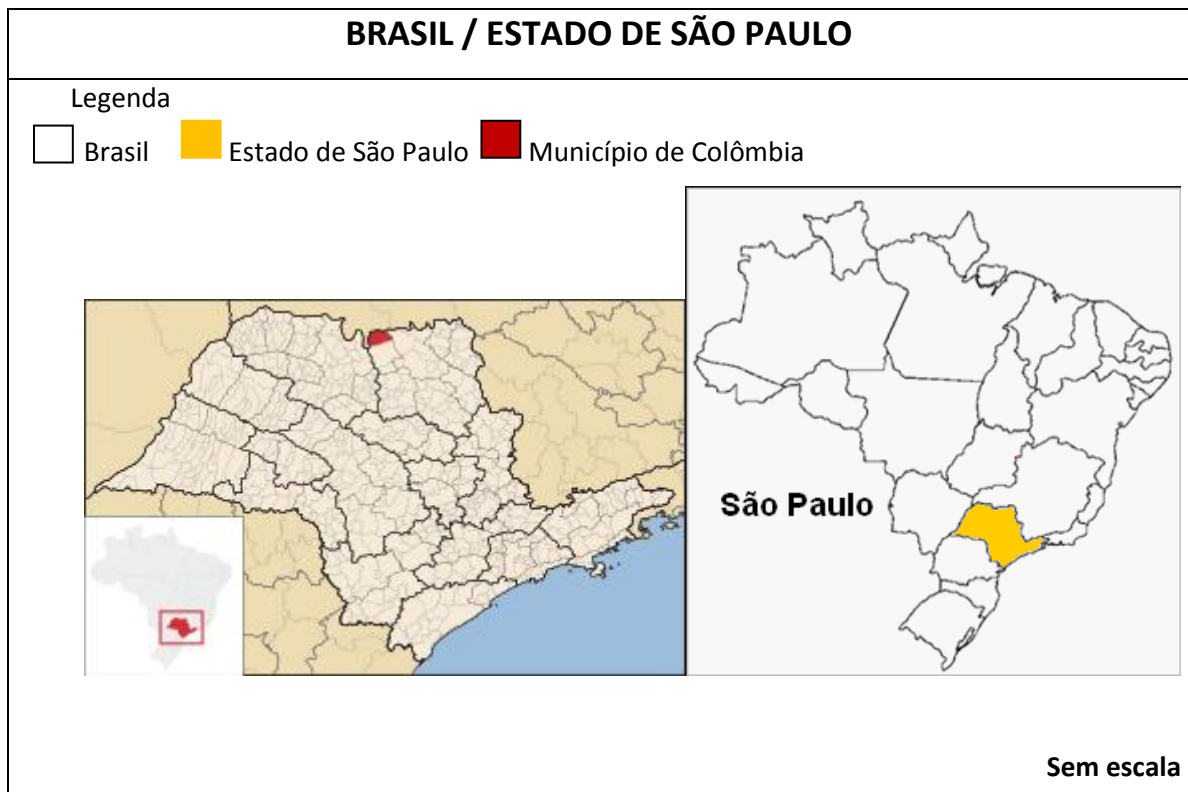 BRASIL / ESTADO DE SÃO PAULO
Legenda
Brasil Estado de São Paulo Município de Colômbia
São Paulo
Sem escala